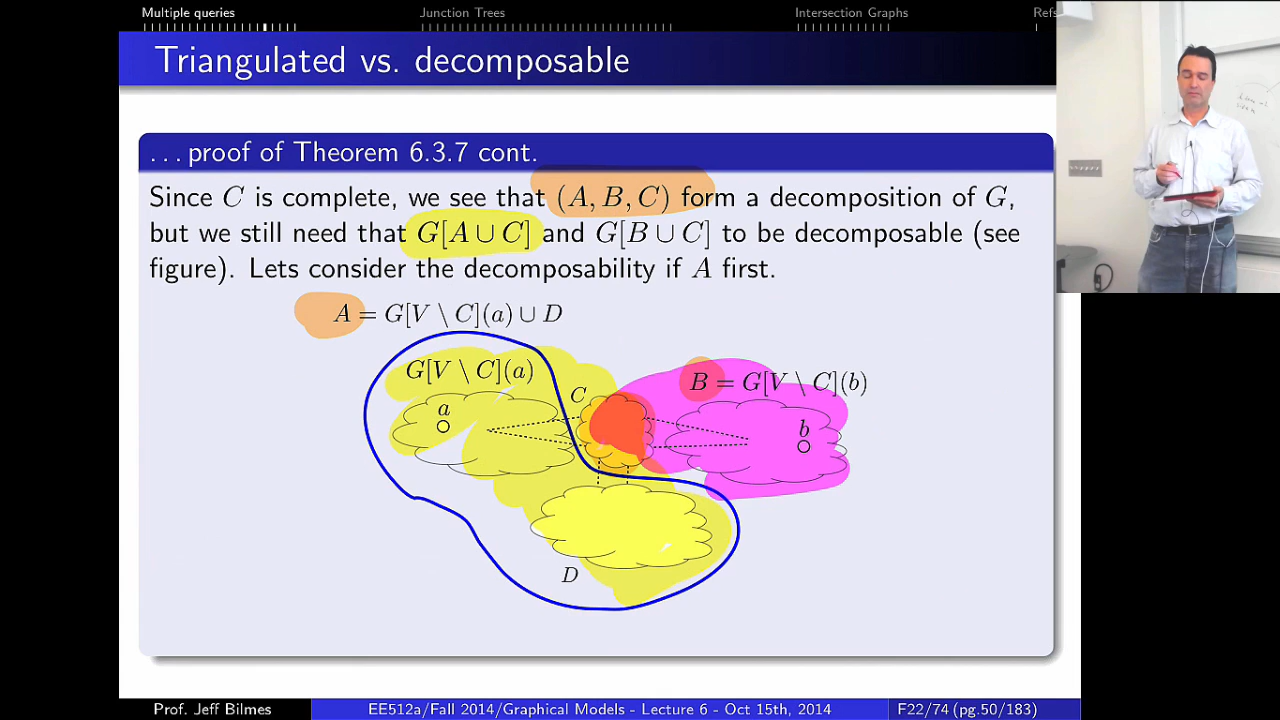 Multiple queries Junction Trees Intersection Graphs Refs
Triangulated vs. decomposable
. . . proof of Theorem 6.3.7 cont.
Since C is complete, we see that (A, B, C) form a decomposition of G,
but we still need that G[A ∪ C] and G[B ∪ C] to be decomposable (see
figure). Lets consider the decomposability if A first.
A = G[V \ C](a) ∪ D
G[V \ C](a)
C
B = G[V \ C](b)
a
b
D
Prof. Jeff Bilmes EE512a/Fall 2014/Graphical Models - Lecture 6 - Oct 15th, 2014 F22/74 (pg.50/183)